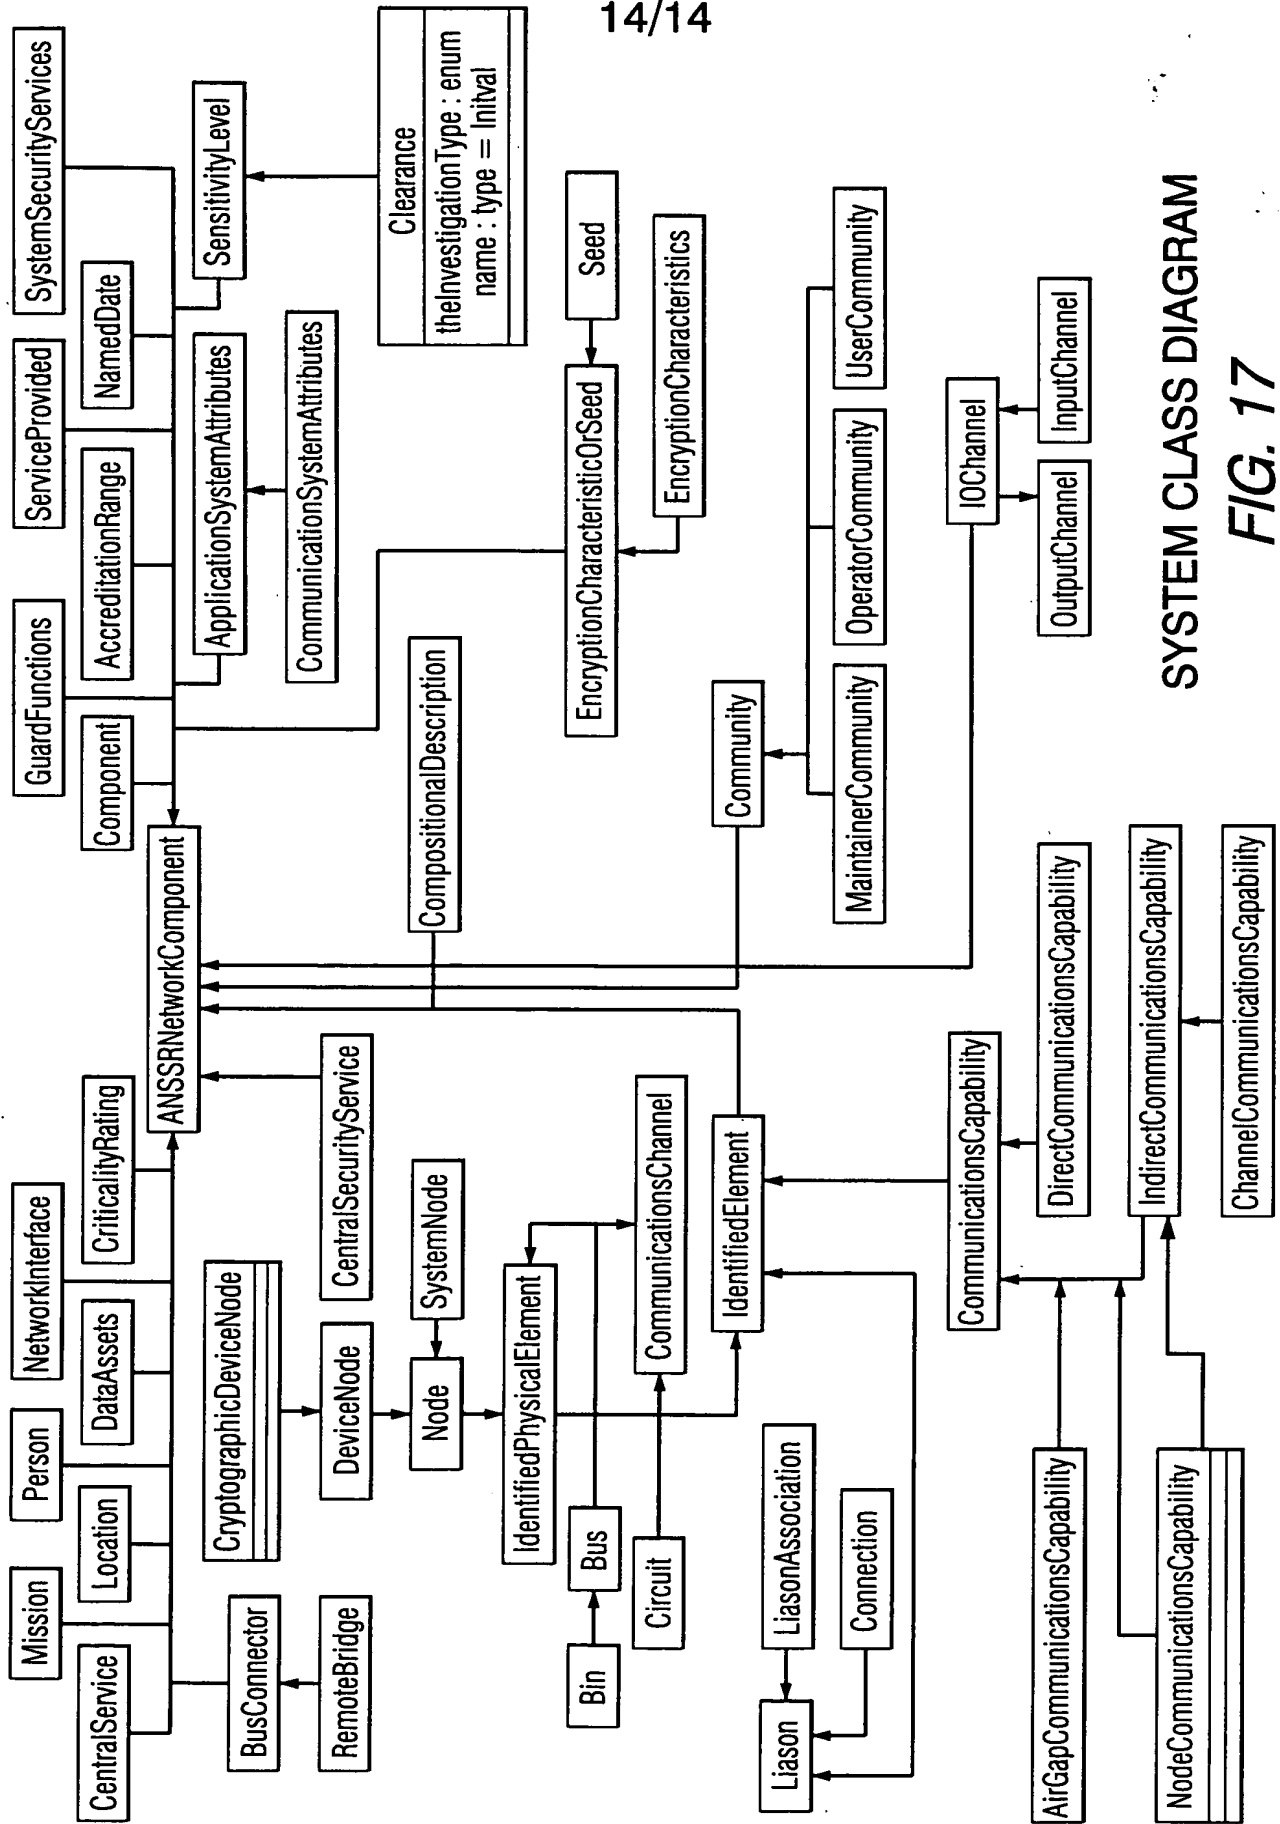 14/14
CentralService
Mission
Location
Person
DataAssets
NetworkInterface
CriticalityRating
ANSSRNetworkComponent
Component
GuardFunctions
AccreditationRange
ServiceProvided
NamedDate
SystemSecurityServices
BusConnector
RemoteBridge
CryptographicDeviceNode
DeviceNode
CentralSecurityService
ApplicationSystemAttributes
CommunicationSystemAttributes
SensitivityLevel
Clearance
theInvestigationType : enum
name : type = Initval
Node
SystemNode
CompositionalDescription
IdentifiedPhysicalElement
Bin
Bus
Circuit
CommunicationsChannel
EncryptionCharacteristicOrSeed
Seed
EncryptionCharacteristics
Liason
LiasonAssociation
Connection
IdentifiedElement
Community
MaintainerCommunity
OperatorCommunity
UserCommunity
CommunicationsCapability
IOChannel
OutputChannel
InputChannel
AirGapCommunicationsCapability
DirectCommunicationsCapability
NodeCommunicationsCapability
IndirectCommunicationsCapability
ChannelCommunicationsCapability
SYSTEM CLASS DIAGRAM
FIG. 17